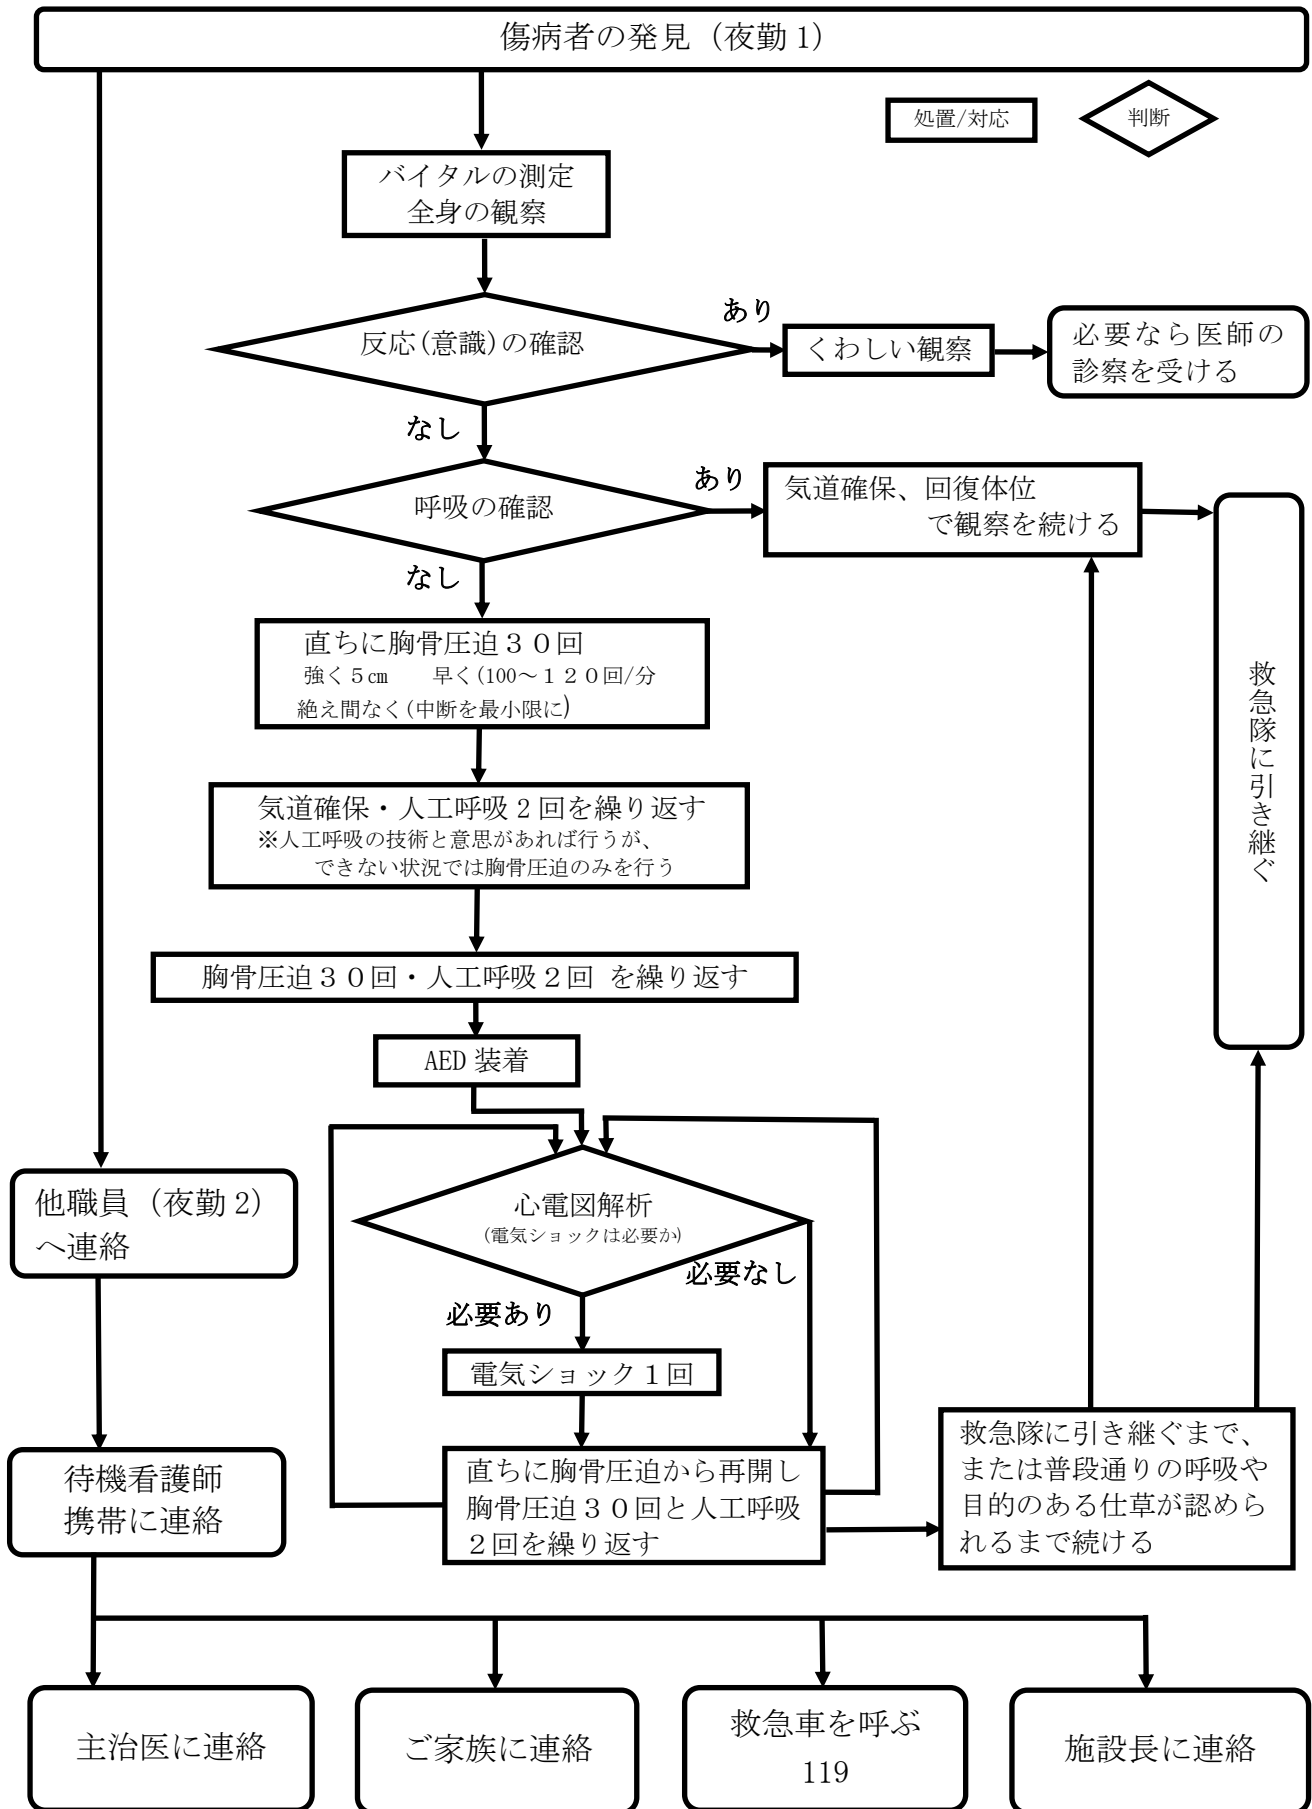 傷病者の発見（夜勤1）
処置/対応
判断
バイタルの測定
全身の観察
反応(意識)の確認
あり
くわしい観察
必要なら医師の
診察を受ける
なし
呼吸の確認
あり
気道確保、回復体位
で観察を続ける
なし
直ちに胸骨圧迫３０回
強く５㎝　早く(100～１２０回/分
絶え間なく(中断を最小限に)
救急隊に引き継ぐ
気道確保・人工呼吸２回を繰り返す
※人工呼吸の技術と意思があれば行うが、
できない状況では胸骨圧迫のみを行う
胸骨圧迫３０回・人工呼吸２回 を繰り返す
AED 装着
他職員（夜勤2）
へ連絡
心電図解析
(電気ショックは必要か)
必要なし
必要あり
電気ショック１回
直ちに胸骨圧迫から再開し
胸骨圧迫３０回と人工呼吸
２回を繰り返す
救急隊に引き継ぐまで、
または普段通りの呼吸や
目的のある仕草が認めら
れるまで続ける
待機看護師
携帯に連絡
主治医に連絡
ご家族に連絡
救急車を呼ぶ
119
施設長に連絡